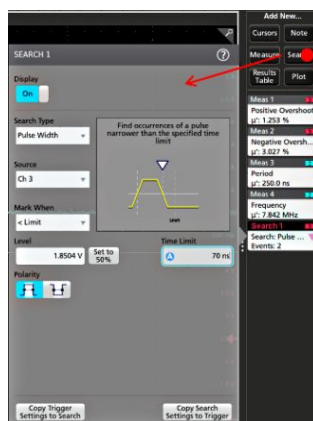 Add New...
Cursors
Note
Measure
Results
Table
Plot
SEARCH 1
Display
On
Search Type
Pulse Width
Find occurrences of a pulse
narrower than the specified time
limit
Level
Source
Ch 3
Mark When
< Limit
Level
1.8504 V
Set to
50%
Time Limit
A
70 ns
Polarity
Copy Trigger
Settings to Search
Copy Search
Settings to Trigger
Meas 1
Positive Overshoot
µ': 1.253 %
Meas 2
Negative Oversh...
µ': 3.027 %
Meas 3
Period
µ': 250.0 ns
Meas 4
Frequency
µ': 7.842 MHz
Search 1
Search: Pulse ...
Events: 2